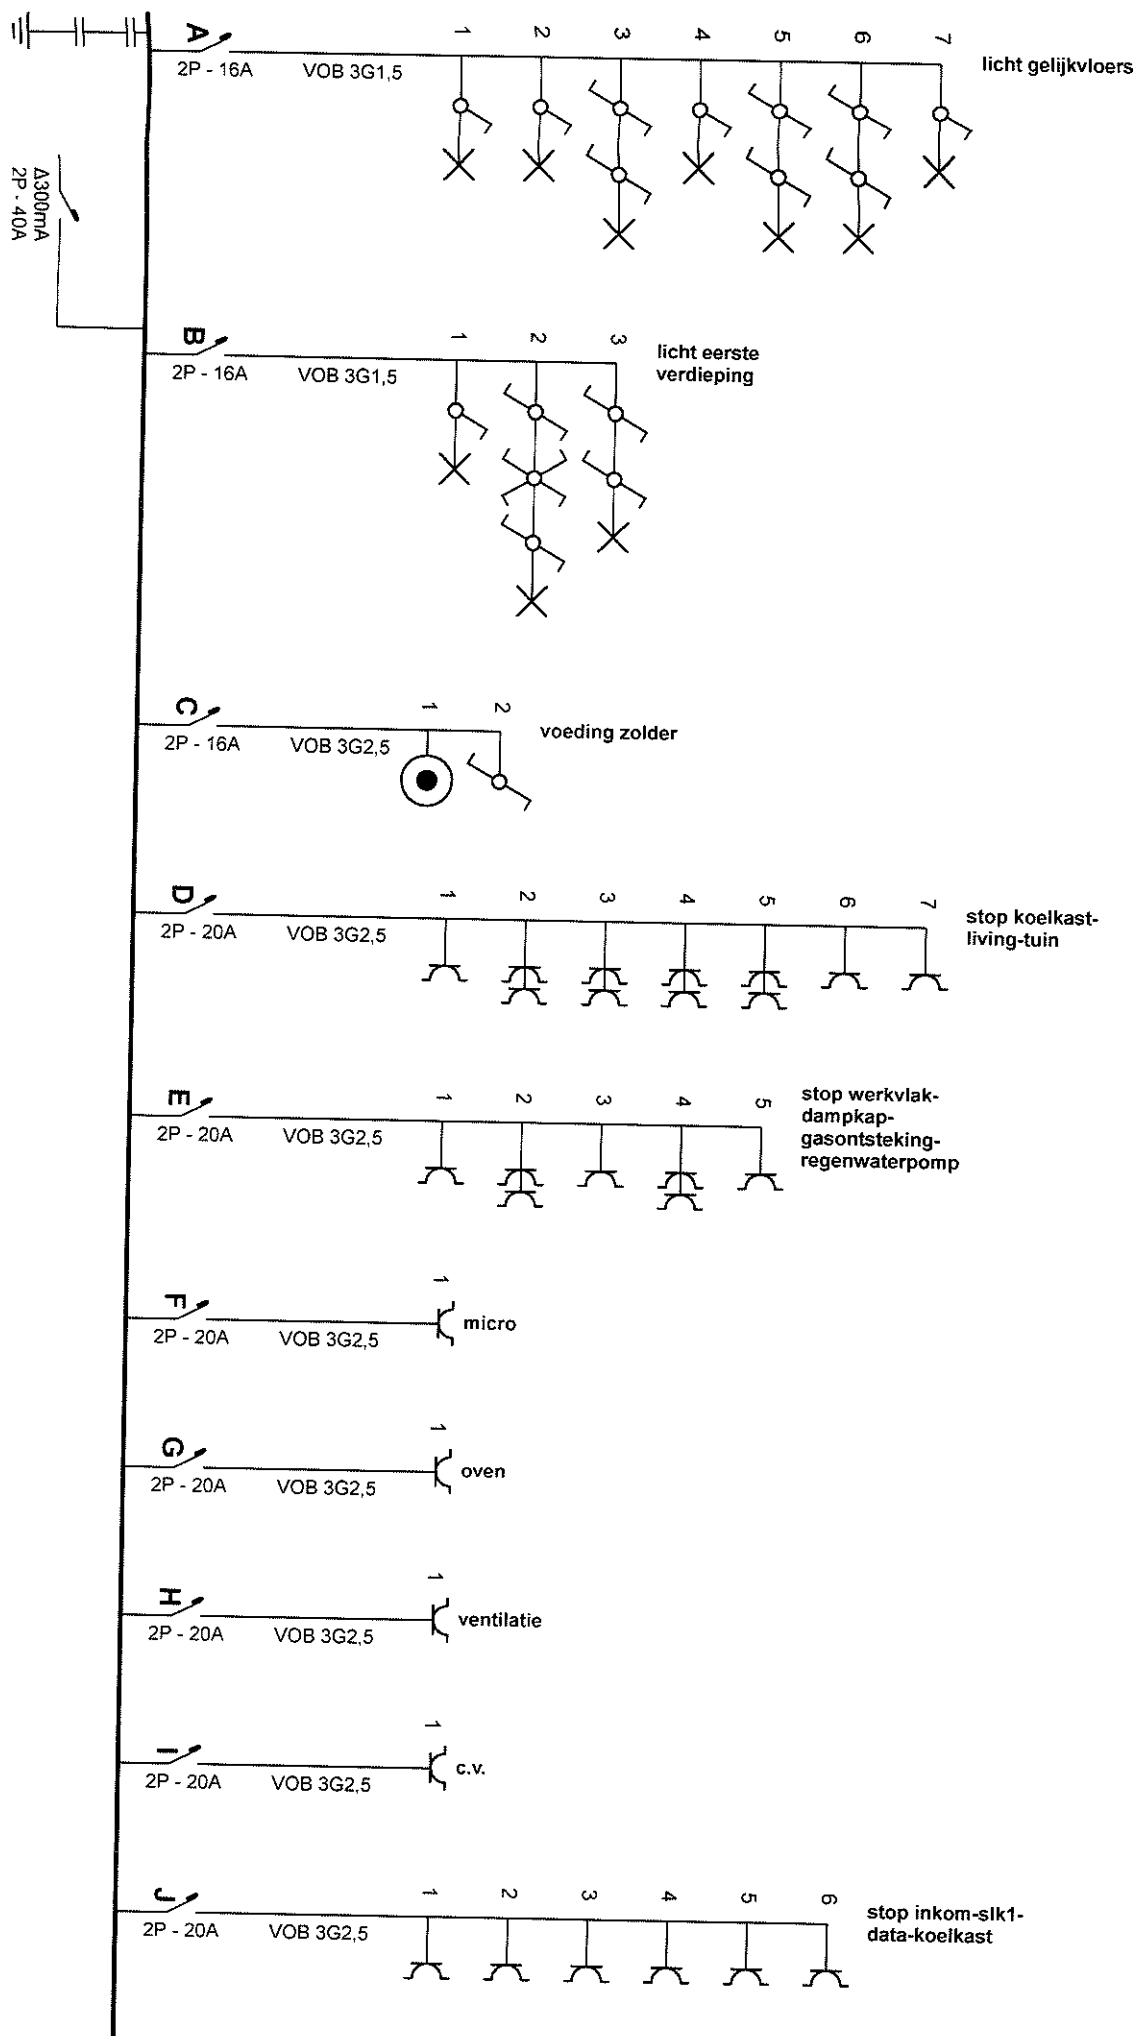 A
2P - 16A
VOB 3G1,5
1 2 3 4 5 6 7
licht gelijkvloers
Δ300mA
2P - 40A
B
2P - 16A
VOB 3G1,5
1 2 3
licht eerste
verdieping
C
2P - 16A
VOB 3G2,5
1 2
voeding zolder
D
2P - 20A
VOB 3G2,5
1 2 3 4 5 6 7
stop koelkast-
living-tuin
E
2P - 20A
VOB 3G2,5
1 2 3 4 5
stop werkvlak-
dampkap-
gasontsteking-
regenwaterpomp
F
2P - 20A
VOB 3G2,5
1
micro
G
2P - 20A
VOB 3G2,5
1
oven
H
2P - 20A
VOB 3G2,5
1
ventilatie
I
2P - 20A
VOB 3G2,5
1
c.v.
J
2P - 20A
VOB 3G2,5
1 2 3 4 5 6
stop inkom-slk1-
data-koelkast